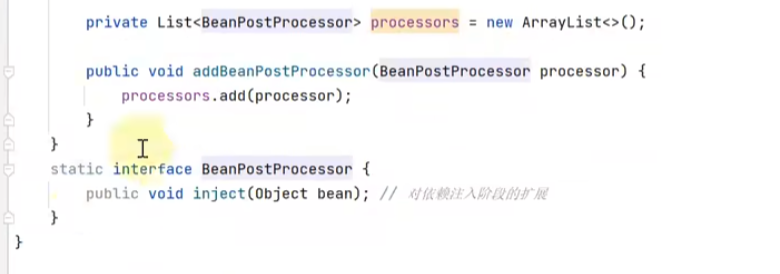 private List<BeanPostProcessor> processors = new ArrayList<>();
public void addBeanPostProcessor(BeanPostProcessor processor) {
processors.add(processor);
}
}
static interface BeanPostProcessor {
public void inject(Object bean); // 对依赖注入阶段的扩展
}
}